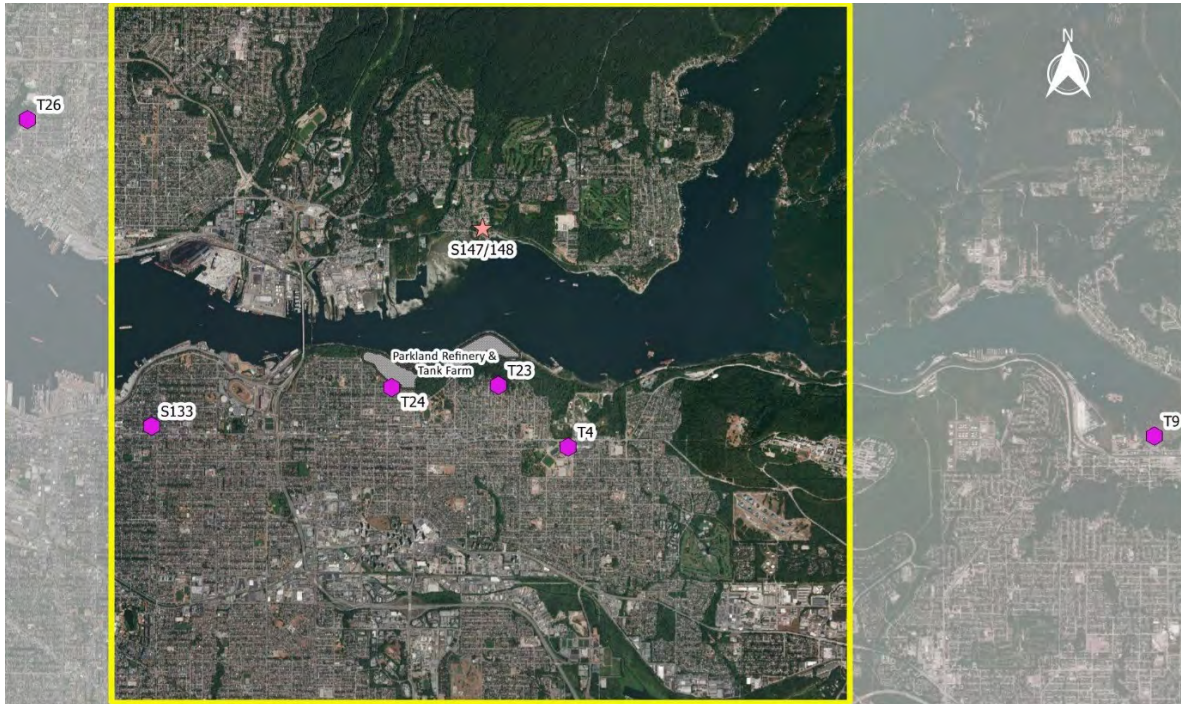 N
T26
S147/148
Parkland Refinery &
Tank Farm
T23
T24
S133
T4
T9